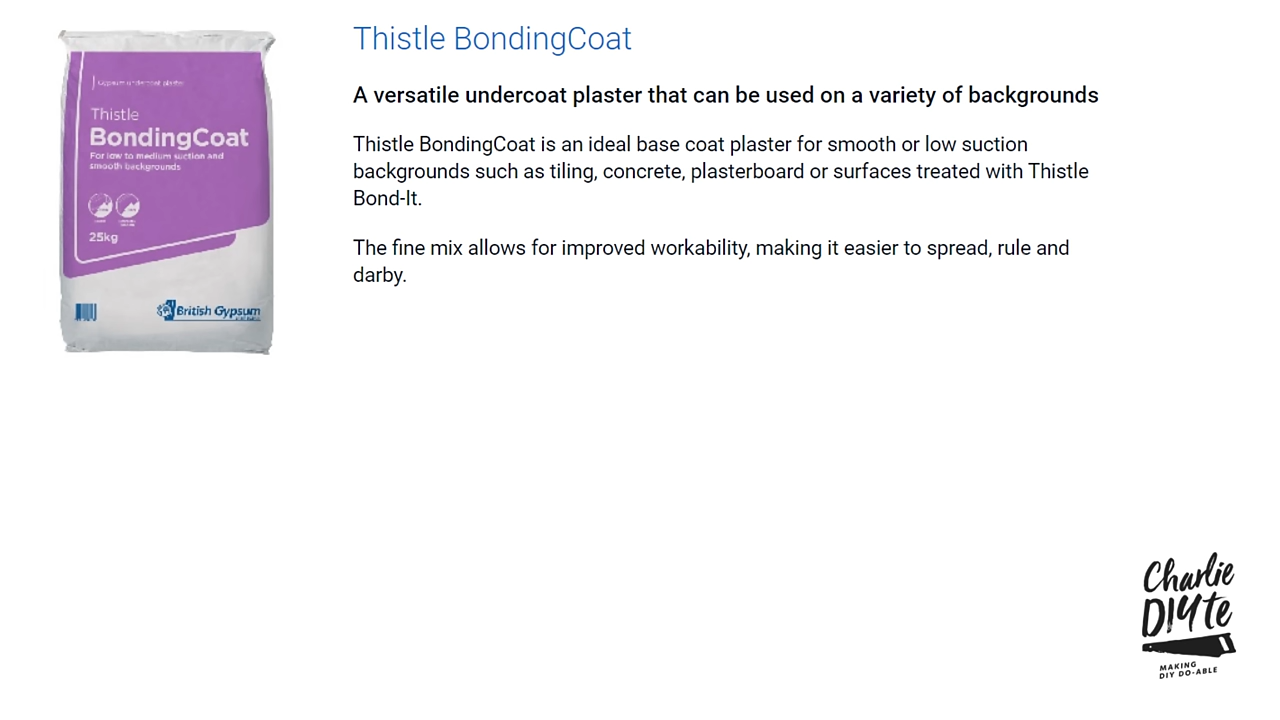 Thistle BondingCoat
A versatile undercoat plaster that can be used on a variety of backgrounds
Thistle BondingCoat is an ideal base coat plaster for smooth or low suction
backgrounds such as tiling, concrete, plasterboard or surfaces treated with Thistle
Bond-It.
The fine mix allows for improved workability, making it easier to spread, rule and
darby.
Gypsum undercoat plaster
Thistle
BondingCoat
For low to medium suction and
smooth backgrounds
25kg
British Gypsum
Charlie
DIYte
MAKING
DIY DO-ABLE